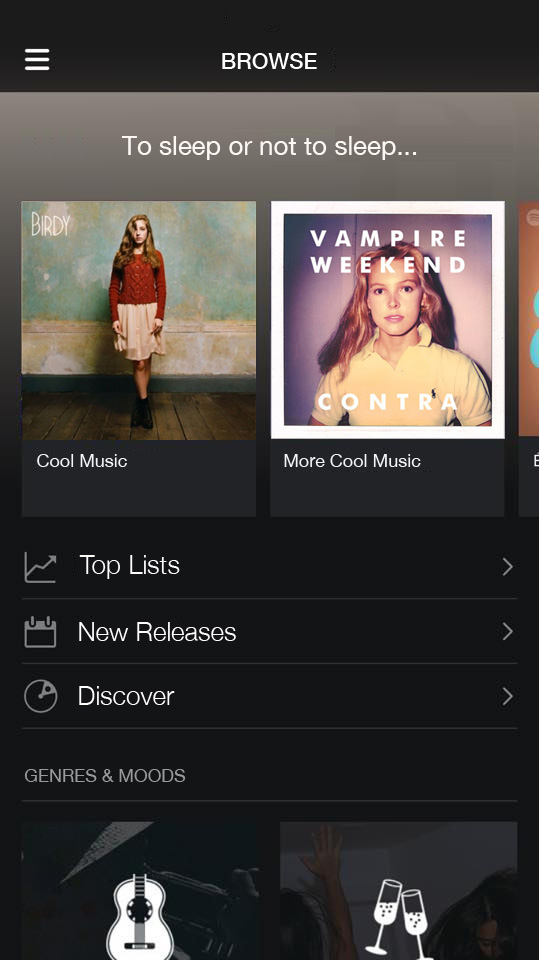 BROWSE
To sleep or not to sleep...
BIRDY
VAMPIRE
WEEKEND
CONTRA
Cool Music
More Cool Music
Top Lists
New Releases
Discover
GENRES & MOODS